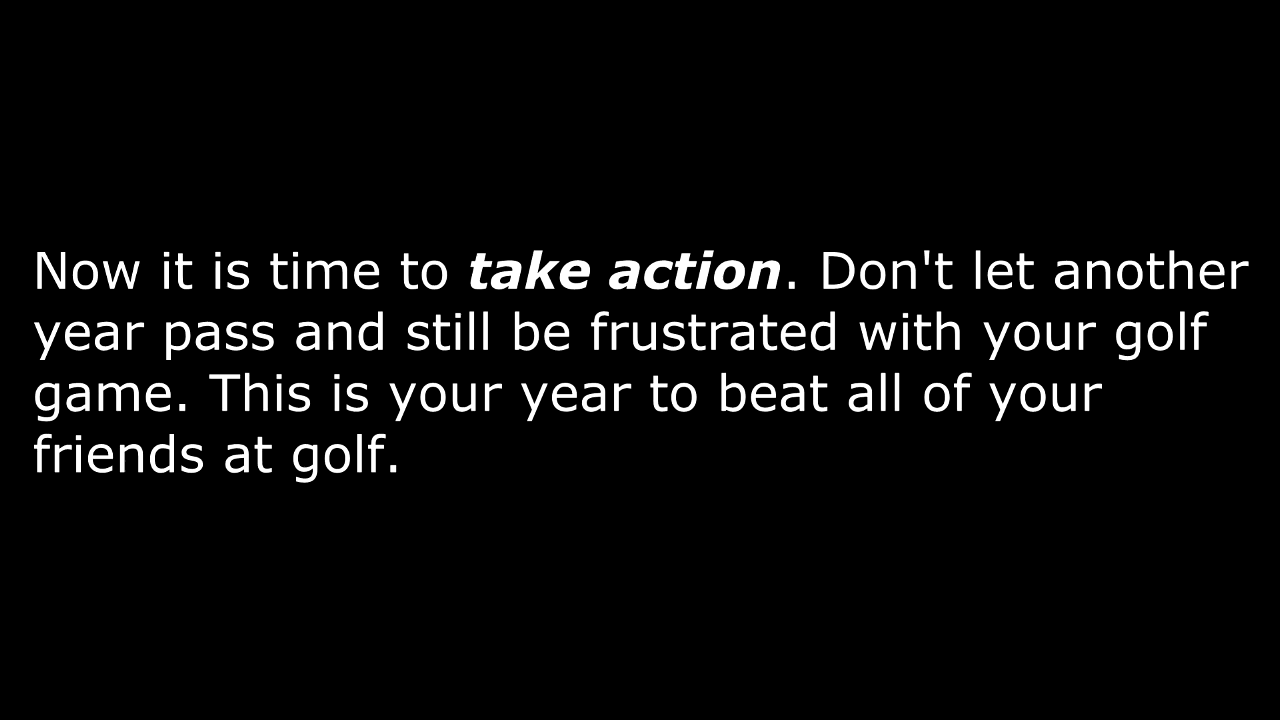 Now it is time to take action. Don't let another
year pass and still be frustrated with your golf
game. This is your year to beat all of your
friends at golf.